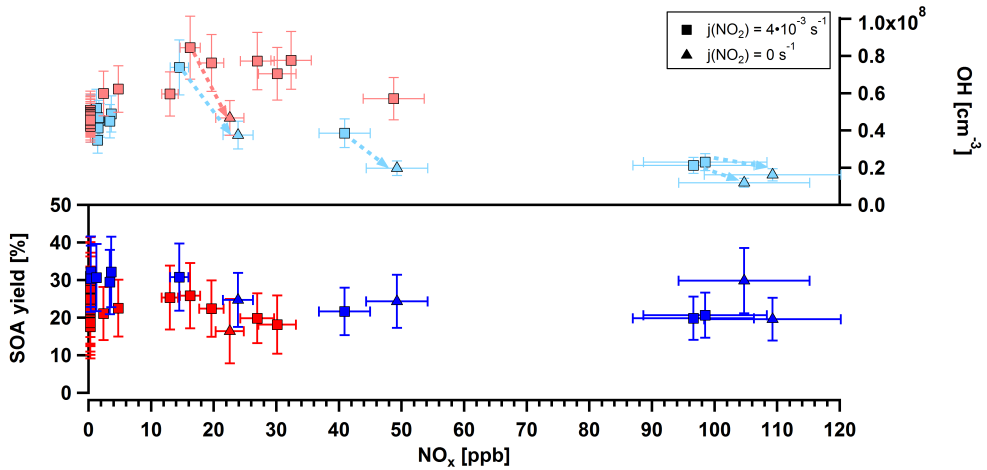 1.0x10⁸
0.8
0.6
0.4
0.2
0.0
OH [cm⁻³]
j(NO₂) = 4•10⁻³ s⁻¹
j(NO₂) = 0 s⁻¹
50
40
30
20
10
0
SOA yield [%]
0 10 20 30 40 50 60 70 80 90 100 110 120
NOₓ [ppb]